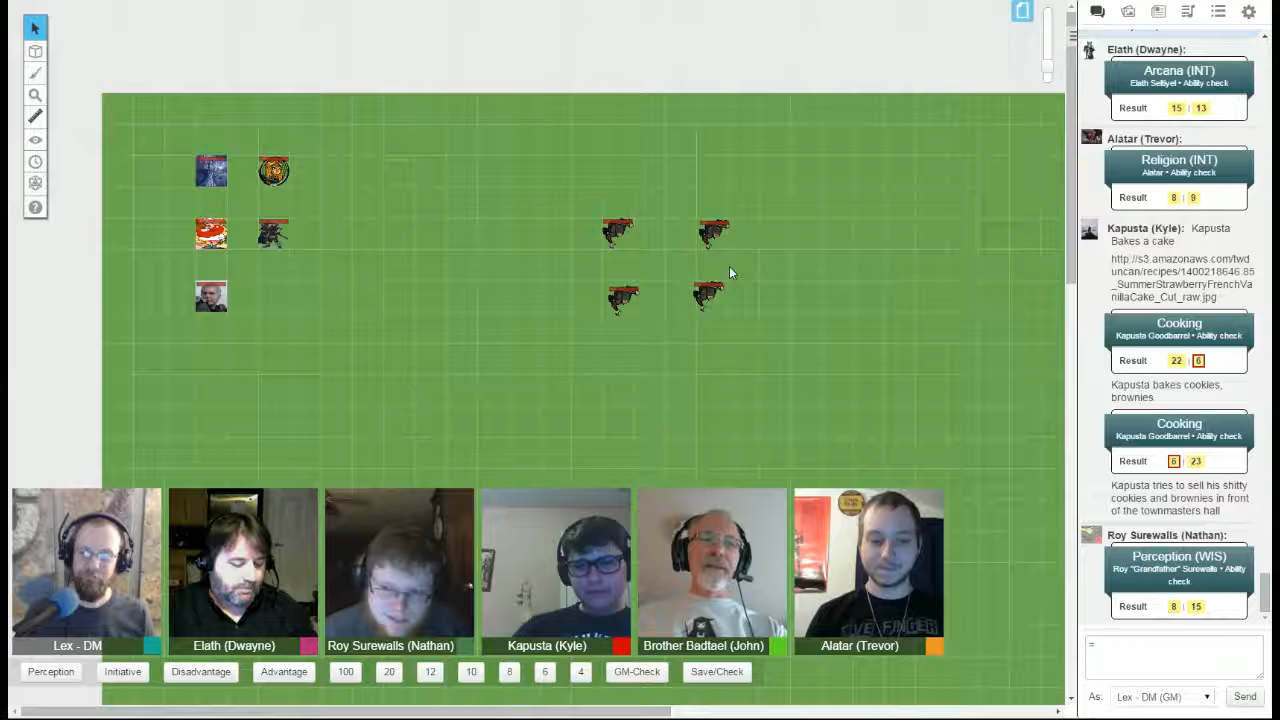 Elath (Dwayne):
Arcana (INT)
Elath Seltiyel • Ability check
Result 15 | 13
Alatar (Trevor):
Religion (INT)
Alatar • Ability check
Result 8 | 9
Kapusta (Kyle): Kapusta
Bakes a cake
http://s3.amazonaws.com/twd
uncan/recipes/1400218646.85
_SummerStrawberryFrenchVa
nillaCake_Cut_raw.jpg
Cooking
Kapusta Goodbarrel • Ability check
Result 22 | 6
Kapusta bakes cookies,
brownies
Cooking
Kapusta Goodbarrel • Ability check
Result 6 | 23
Kapusta tries to sell his shitty
cookies and brownies in front
of the townmasters hall
Roy Surewalls (Nathan):
Perception (WIS)
Roy "Grandfather" Surewalls • Ability
check
Result 8 | 15
=
As: Lex - DM (GM) Send
Lex - DM
Elath (Dwayne)
Roy Surewalls (Nathan)
Kapusta (Kyle)
Brother Badtael (John)
Alatar (Trevor)
Perception Initiative Disadvantage Advantage 100 20 12 10 8 6 4 GM-Check Save/Check